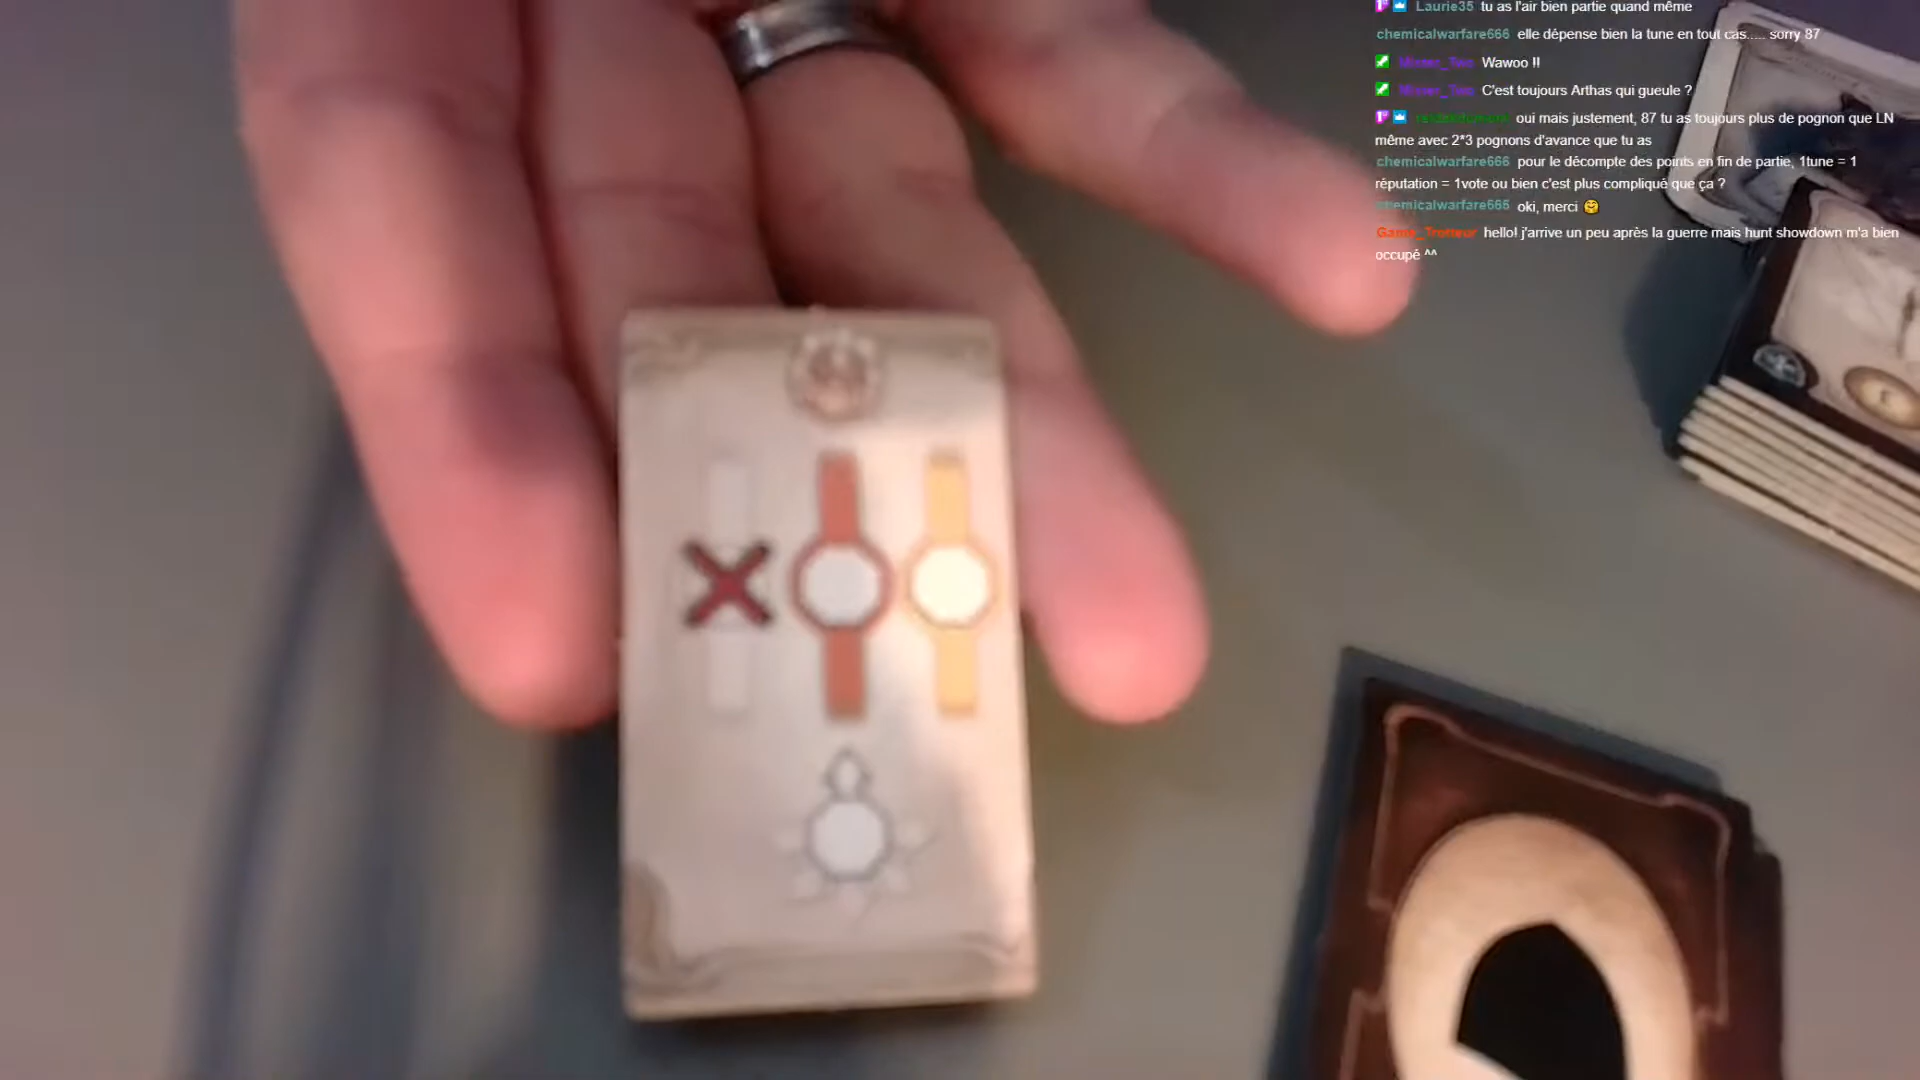 Laurie35 tu as l'air bien partie quand même
chemicalwarfare666 elle dépense bien la tune en tout cas..... sorry 87
Mister_Two Wawoo !!
Mister_Two C'est toujours Arthas qui gueule ?
oui mais justement, 87 tu as toujours plus de pognon que LN
même avec 2*3 pognons d'avance que tu as
chemicalwarfare666 pour le décompte des points en fin de partie, 1tune = 1
réputation = 1vote ou bien c'est plus compliqué que ça ?
chemicalwarfare666 oki, merci 🤗
hello! j'arrive un peu après la guerre mais hunt showdown m'a bien
occupé ^^